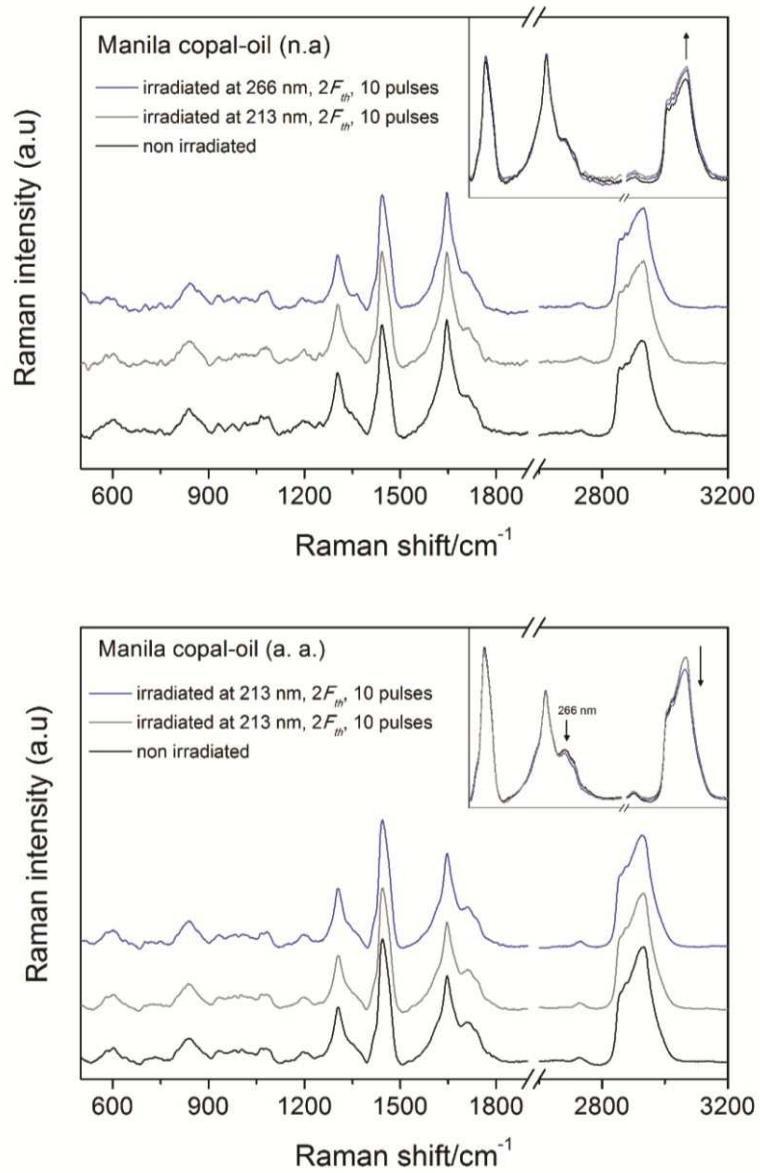 Manila copal-oil (n.a)
irradiated at 266 nm, 2Fth, 10 pulses
irradiated at 213 nm, 2Fth, 10 pulses
non irradiated
Raman intensity (a.u)
600 900 1200 1500 1800 2800 3200
Raman shift/cm-1
Manila copal-oil (a. a.)
irradiated at 213 nm, 2Fth, 10 pulses
irradiated at 213 nm, 2Fth, 10 pulses
non irradiated
266 nm
Raman intensity (a.u)
600 900 1200 1500 1800 2800 3200
Raman shift/cm-1